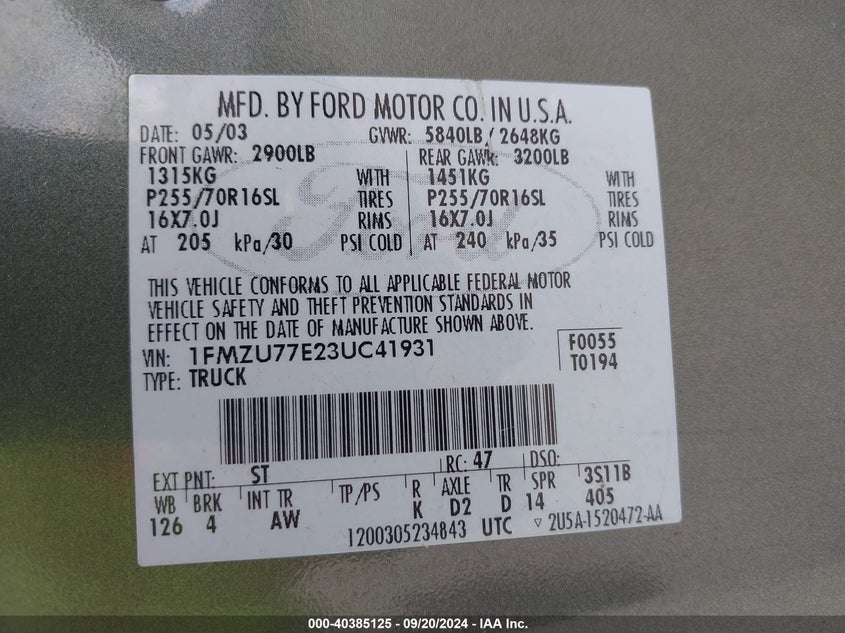 MFD. BY FORD MOTOR CO. IN U.S.A.
DATE: 05/03 GVWR: 5840LB / 2648KG
FRONT GAWR: 2900LB REAR GAWR: 3200LB
1315KG WITH 1451KG WITH
P255/70R16SL TIRES P255/70R16SL TIRES
16X7.0J RIMS 16X7.0J RIMS
AT 205 kPa/30 PSI COLD AT 240 kPa/35 PSI COLD
Ford
THIS VEHICLE CONFORMS TO ALL APPLICABLE FEDERAL MOTOR
VEHICLE SAFETY AND THEFT PREVENTION STANDARDS IN
EFFECT ON THE DATE OF MANUFACTURE SHOWN ABOVE.
VIN: 1FMZU77E23UC41931 F0055
TYPE: TRUCK T0194
EXT PNT: ST RC: 47 DSO:
WB BRK INT TR TP/PS R AXLE TR SPR 3S11B
126 4 AW K D2 D 14 405
1200305234843 UTC ▽ 2U5A-1520472-AA
000-40385125 - 09/20/2024 - IAA Inc.